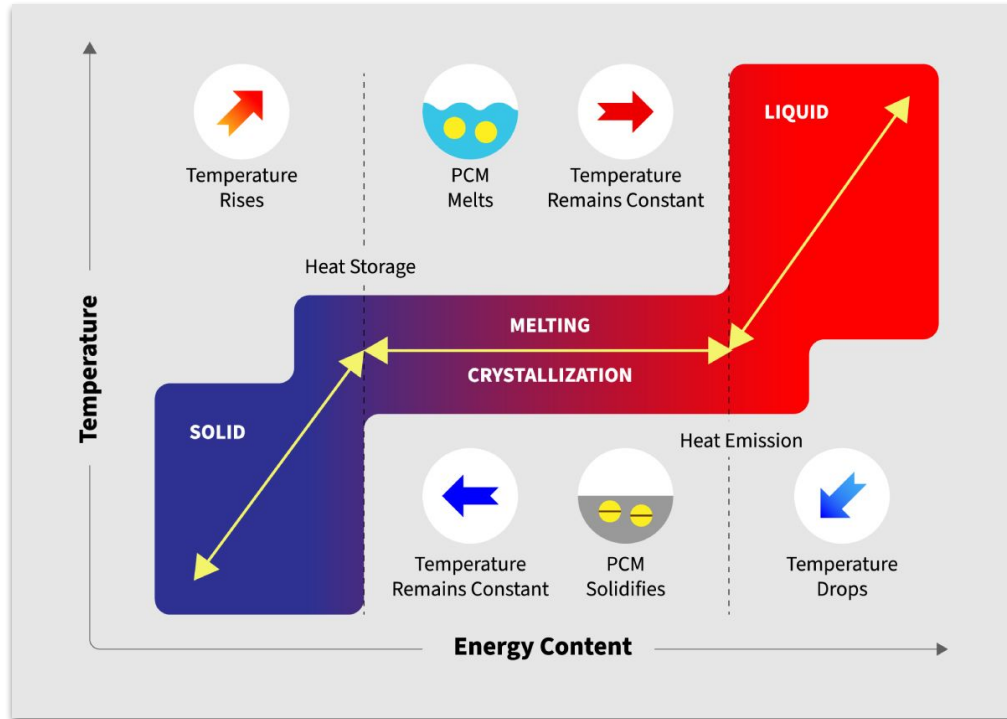 Temperature
Rises
PCM
Melts
Temperature
Remains Constant
LIQUID
Heat Storage
MELTING
CRYSTALLIZATION
SOLID
Heat Emission
Temperature
Remains Constant
PCM
Solidifies
Temperature
Drops
Temperature
Energy Content